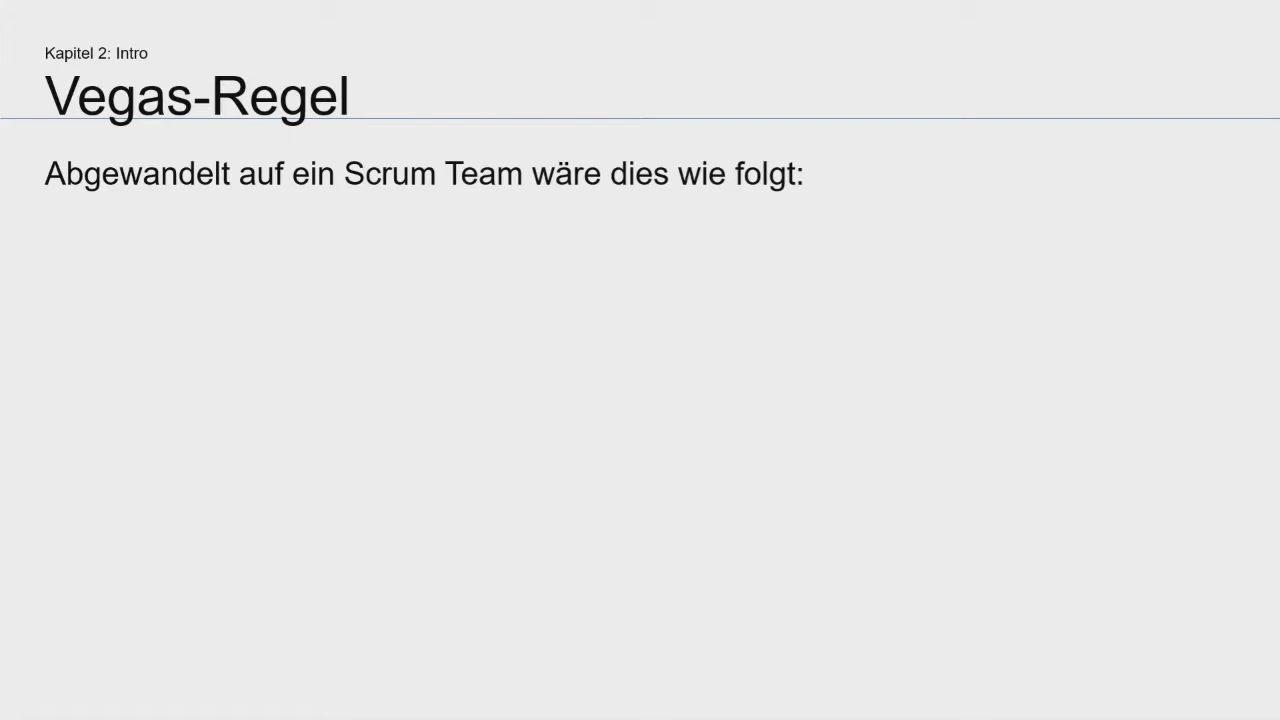 Kapitel 2: Intro
Vegas-Regel
Abgewandelt auf ein Scrum Team wäre dies wie folgt: